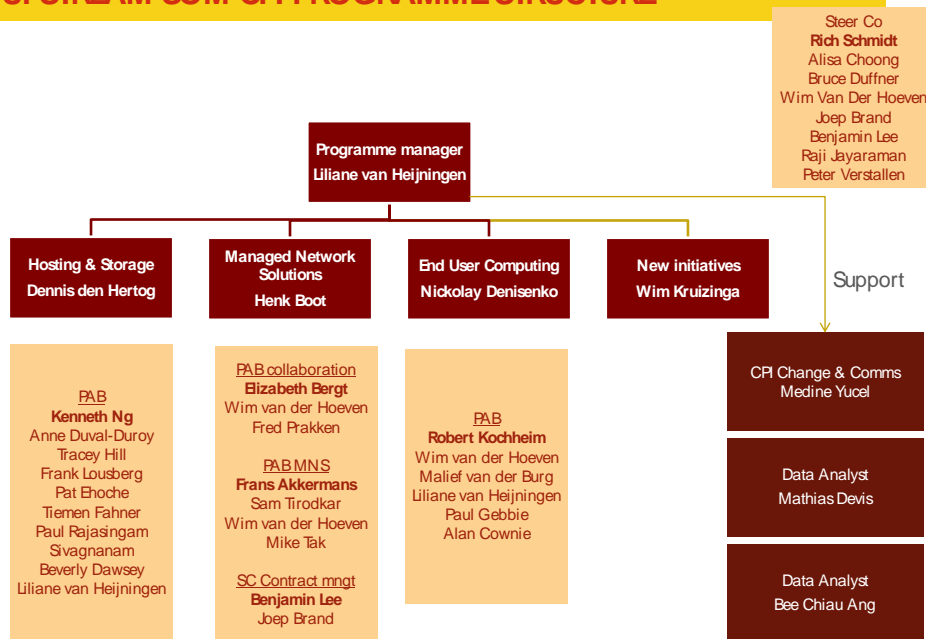 Steer Co
Rich Schmidt
Alisa Choong
Bruce Duffner
Wim Van Der Hoeven
Joep Brand
Benjamin Lee
Raji Jayaraman
Peter Verstallen
Programme manager
Liliane van Heijningen
Hosting & Storage
Dennis den Hertog
Managed Network
Solutions
Henk Boot
End User Computing
Nickolay Denisenko
New initiatives
Wim Kruizinga
Support
PAB
Kenneth Ng
Anne Duval-Duroy
Tracey Hill
Frank Lousberg
Pat Ehoche
Tiemen Fahner
Paul Rajasingam
Sivagnanam
Beverly Dawsey
Liliane van Heijningen
PAB collaboration
Elizabeth Bergt
Wim van der Hoeven
Fred Prakken
PAB MNS
Frans Akkermans
Sam Tirodkar
Wim van der Hoeven
Mike Tak
SC Contract mngt
Benjamin Lee
Joep Brand
PAB
Robert Kochheim
Wim van der Hoeven
Malief van der Burg
Liliane van Heijningen
Paul Gebbie
Alan Cownie
CPI Change & Comms
Medine Yucel
Data Analyst
Mathias Devis
Data Analyst
Bee Chiau Ang